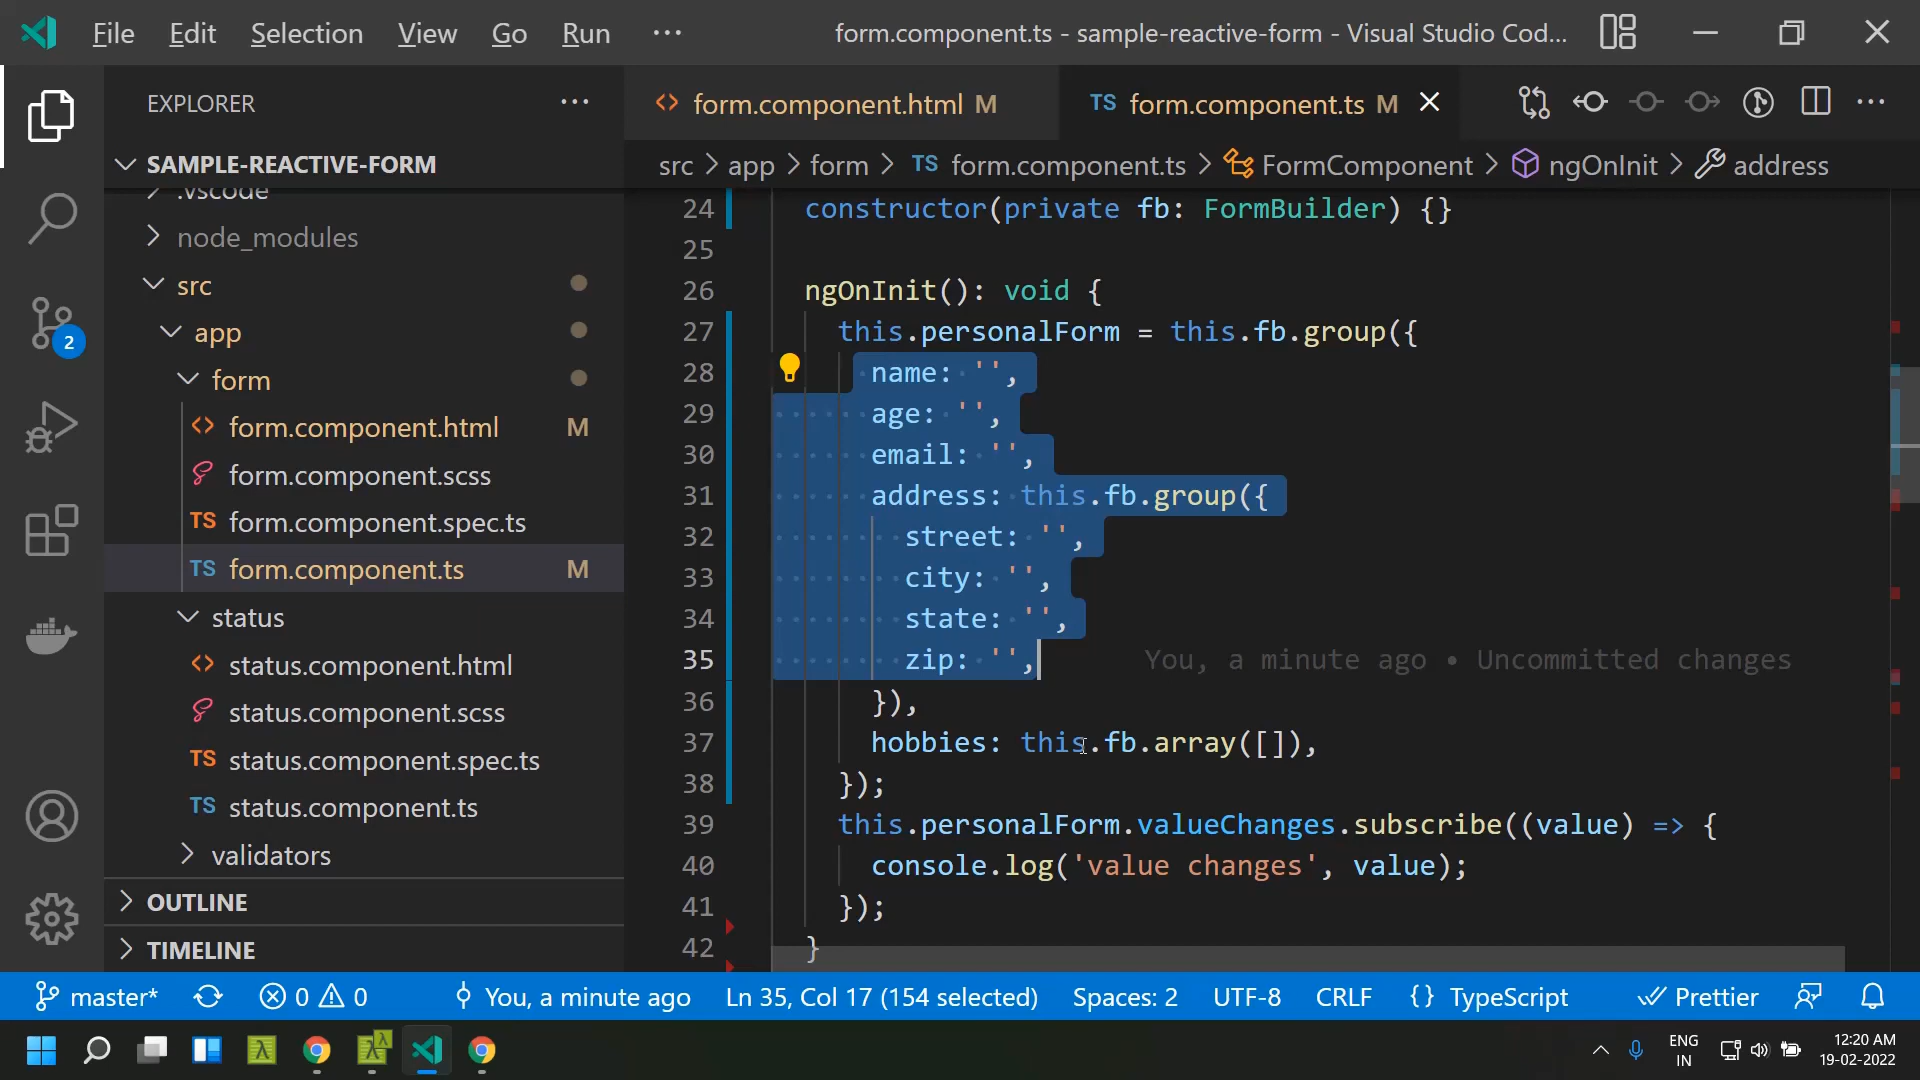 File Edit Selection View Go Run ···
form.component.ts - sample-reactive-form - Visual Studio Cod...
EXPLORER ···
SAMPLE-REACTIVE-FORM
.vscode
node_modules
src
app
form
form.component.html M
form.component.scss
form.component.spec.ts
TS form.component.ts M
status
status.component.html
status.component.scss
TS status.component.spec.ts
TS status.component.ts
validators
OUTLINE
TIMELINE
2
form.component.html M
TS form.component.ts M
src > app > form > TS form.component.ts > FormComponent > ngOnInit > address
24 constructor(private fb: FormBuilder) {}
25
26 ngOnInit(): void {
27 this.personalForm = this.fb.group({
28 name: '',
29 age: '',
30 email: '',
31 address: this.fb.group({
32 street: '',
33 city: '',
34 state: '',
35 zip: '', You, a minute ago • Uncommitted changes
36 }),
37 hobbies: this.fb.array([]),
38 });
39 this.personalForm.valueChanges.subscribe((value) => {
40 console.log('value changes', value);
41 });
42 }
master* 0 0 You, a minute ago Ln 35, Col 17 (154 selected) Spaces: 2 UTF-8 CRLF {} TypeScript Prettier
ENG
IN
12:20 AM
19-02-2022